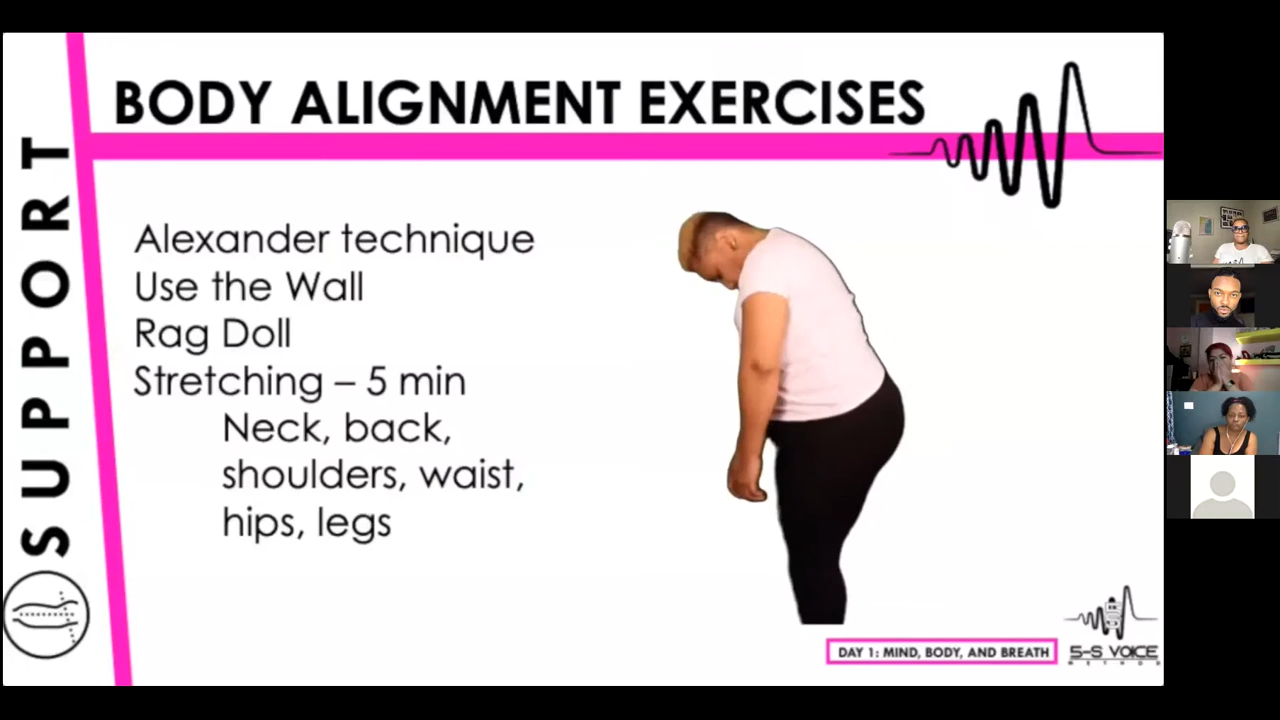 BODY ALIGNMENT EXERCISES
SUPPORT
Alexander technique
Use the Wall
Rag Doll
Stretching – 5 min
Neck, back,
shoulders, waist,
hips, legs
DAY 1: MIND, BODY, AND BREATH
5-S VOICE
METHOD